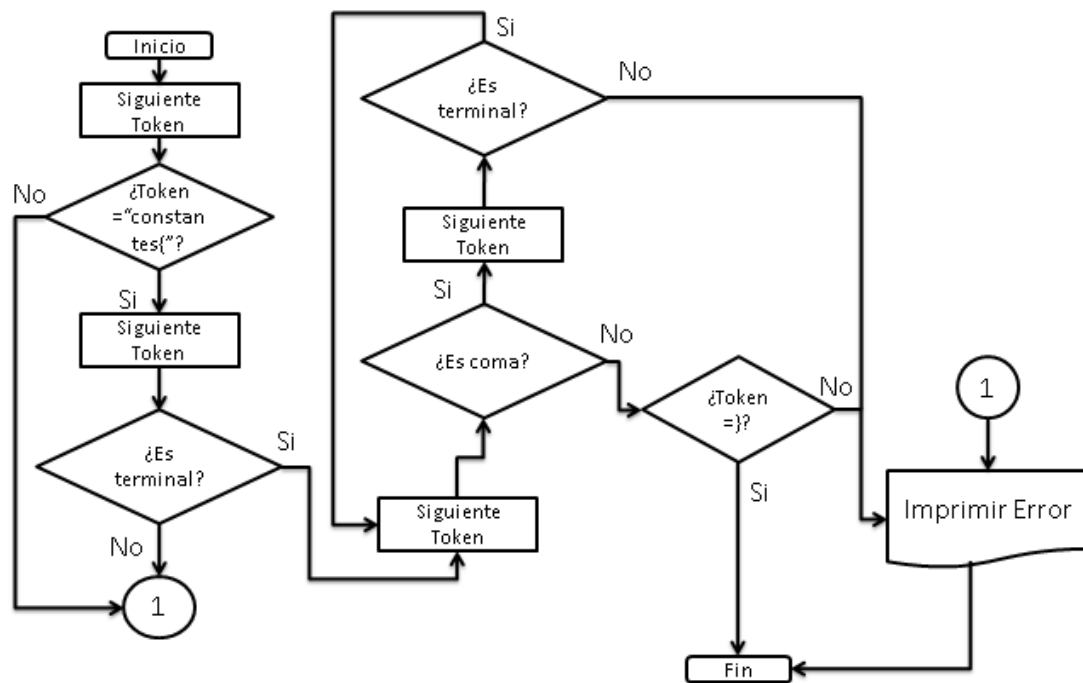 Inicio
Siguiente
Token
No
¿Token
="constan
tes{"?
Si
Siguiente
Token
¿Es
terminal?
Si
No
1
Si
¿Es
terminal?
No
Siguiente
Token
Si
¿Es coma?
No
Siguiente
Token
¿Token
=}?
No
Si
1
Imprimir Error
Fin